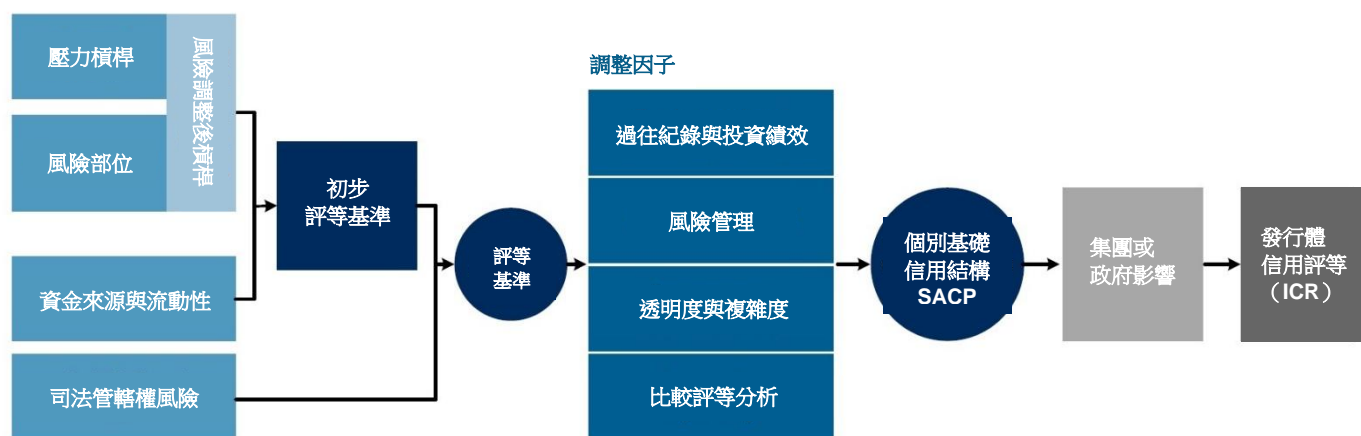 壓力槓桿
風險部位
風險調整後槓桿
資金來源與流動性
司法管轄權風險
初步
評等基準
評等
基準
調整因子
過往紀錄與投資績效
風險管理
透明度與複雜度
比較評等分析
個別基礎
信用結構
SACP
集團或
政府影響
發行體
信用評等
（ICR）